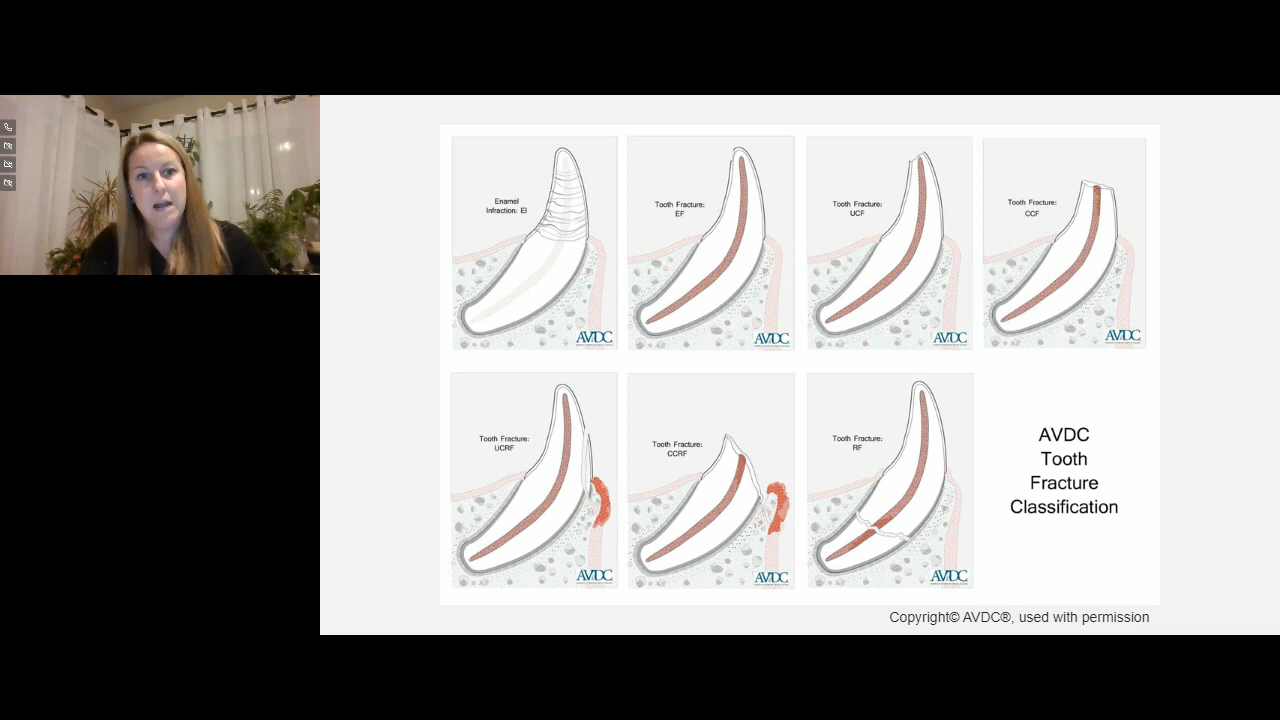 Enamel
Infraction: EI
AVDC
Tooth Fracture:
EF
AVDC
Tooth Fracture:
UCF
AVDC
Tooth Fracture:
CCF
AVDC
Tooth Fracture:
UCRF
AVDC
Tooth Fracture:
CCRF
AVDC
Tooth Fracture:
RF
AVDC
AVDC
Tooth
Fracture
Classification
Copyright© AVDC®, used with permission